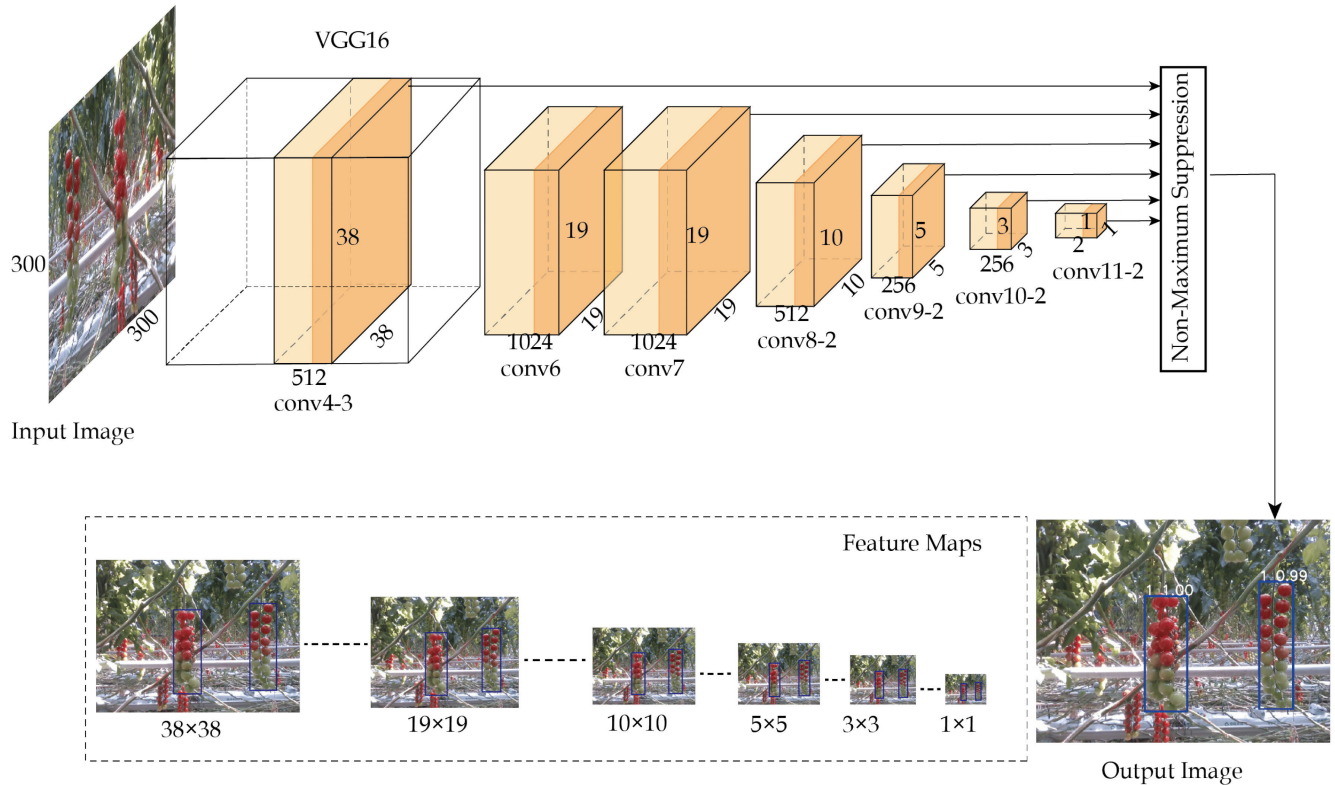 VGG16
300
300
Input Image
38
38
512
conv4-3
19
19
1024
conv6
19
19
1024
conv7
10
10
512
conv8-2
5
5
256
conv9-2
3
3
256
conv10-2
1
1
2
conv11-2
Non-Maximum Suppression
Feature Maps
38×38
19×19
10×10
5×5
3×3
1×1
1 1.00
1 0.99
Output Image